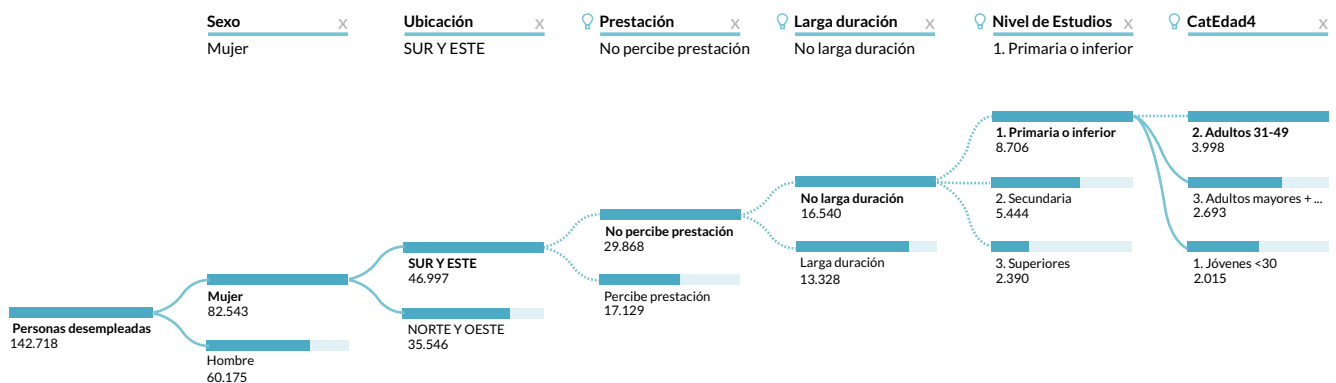 Sexo x
Mujer
Ubicación x
SUR Y ESTE
Prestación x
No percibe prestación
Larga duración x
No larga duración
Nivel de Estudios x
1. Primaria o inferior
CatEdad4 x
Personas desempleadas
142.718
Mujer
82.543
Hombre
60.175
SUR Y ESTE
46.997
NORTE Y OESTE
35.546
No percibe prestación
29.868
Percibe prestación
17.129
No larga duración
16.540
Larga duración
13.328
1. Primaria o inferior
8.706
2. Secundaria
5.444
3. Superiores
2.390
2. Adultos 31-49
3.998
3. Adultos mayores + ...
2.693
1. Jóvenes <30
2.015